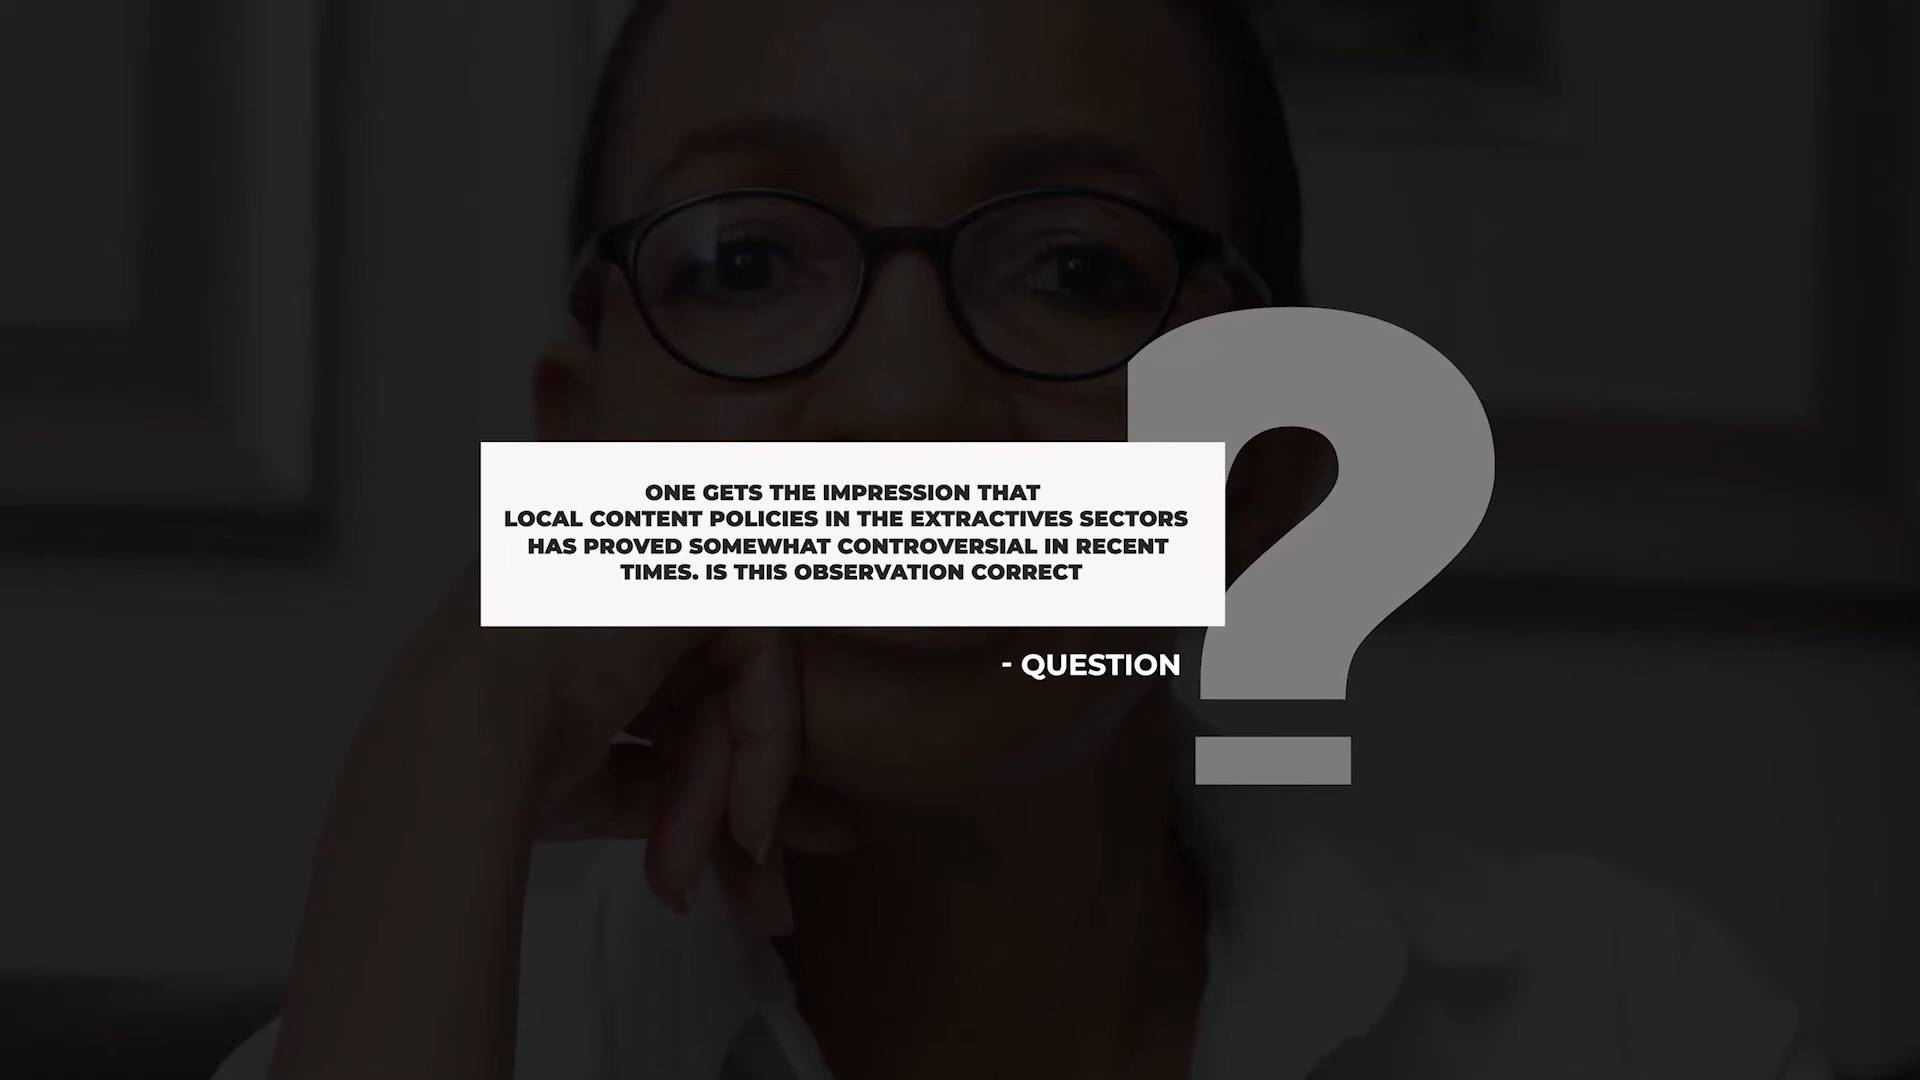 ONE GETS THE IMPRESSION THAT
LOCAL CONTENT POLICIES IN THE EXTRACTIVES SECTORS
HAS PROVED SOMEWHAT CONTROVERSIAL IN RECENT
TIMES. IS THIS OBSERVATION CORRECT
?
- QUESTION